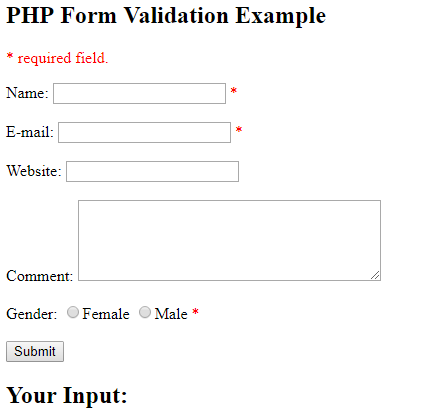 PHP Form Validation Example
* required field.
Name: *
E-mail: *
Website:
Comment:
Gender: Female Male *
Submit
Your Input: